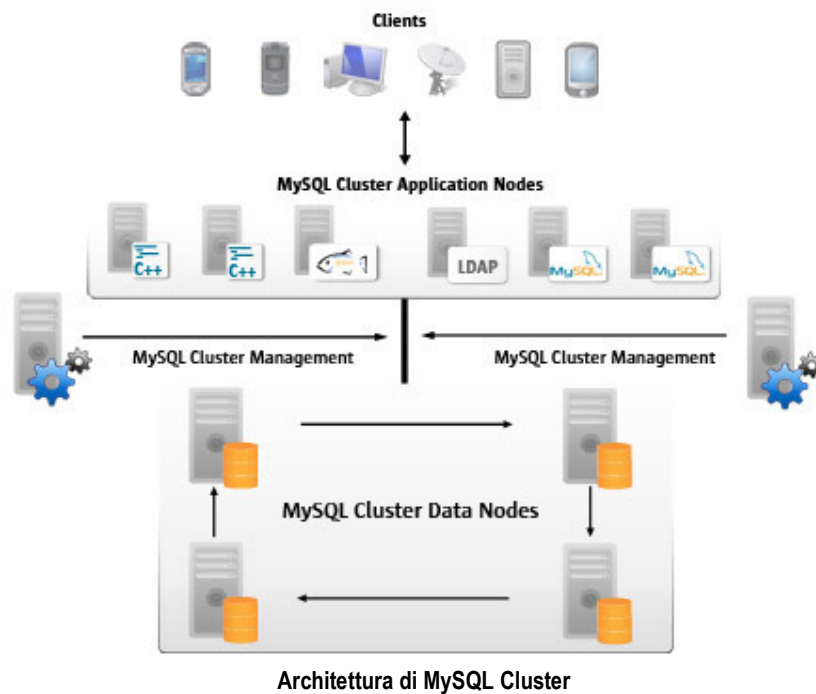 Clients
MySQL Cluster Application Nodes
C++
C++
LDAP
MySQL
MySQL
MySQL Cluster Management
MySQL Cluster Management
MySQL Cluster Data Nodes
Architettura di MySQL Cluster